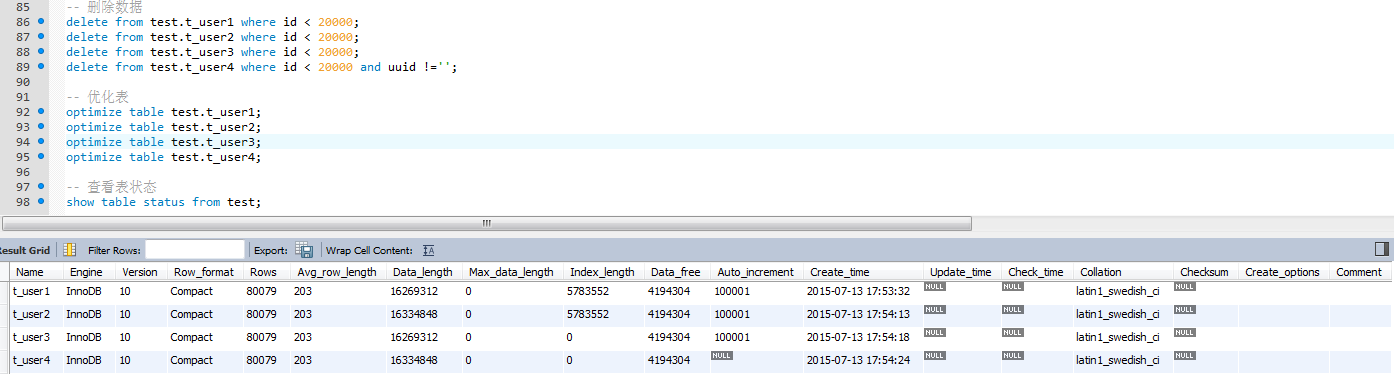 85 -- 删除数据
86 delete from test.t_user1 where id < 20000;
87 delete from test.t_user2 where id < 20000;
88 delete from test.t_user3 where id < 20000;
89 delete from test.t_user4 where id < 20000 and uuid !='';
90
91 -- 优化表
92 optimize table test.t_user1;
93 optimize table test.t_user2;
94 optimize table test.t_user3;
95 optimize table test.t_user4;
96
97 -- 查看表状态
98 show table status from test;
Result Grid Filter Rows: Export: Wrap Cell Content:
Name Engine Version Row_format Rows Avg_row_length Data_length Max_data_length Index_length Data_free Auto_increment Create_time Update_time Check_time Collation Checksum Create_options Comment
t_user1 InnoDB 10 Compact 80079 203 16269312 0 5783552 4194304 100001 2015-07-13 17:53:32 NULL NULL latin1_swedish_ci NULL
t_user2 InnoDB 10 Compact 80079 203 16334848 0 5783552 4194304 100001 2015-07-13 17:54:13 NULL NULL latin1_swedish_ci NULL
t_user3 InnoDB 10 Compact 80079 203 16269312 0 0 4194304 100001 2015-07-13 17:54:18 NULL NULL latin1_swedish_ci NULL
t_user4 InnoDB 10 Compact 80079 203 16334848 0 0 4194304 NULL 2015-07-13 17:54:24 NULL NULL latin1_swedish_ci NULL